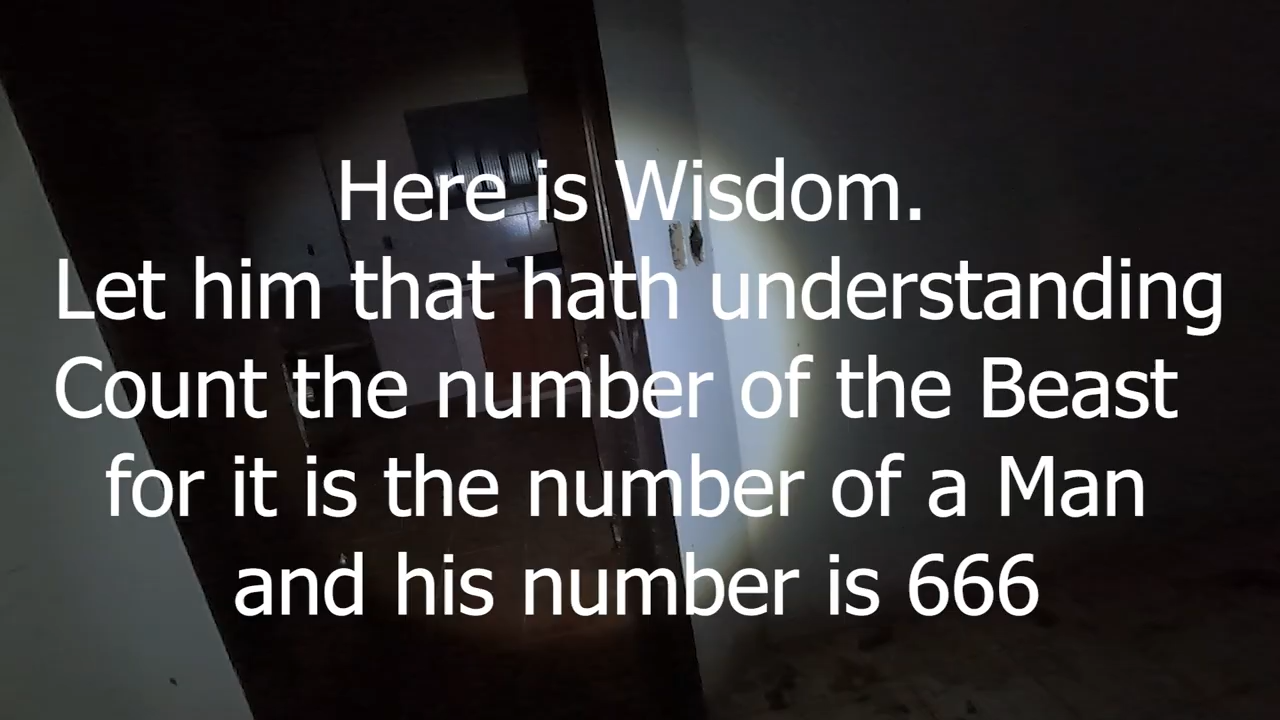 Here is Wisdom.
Let him that hath understanding
Count the number of the Beast
for it is the number of a Man
and his number is 666